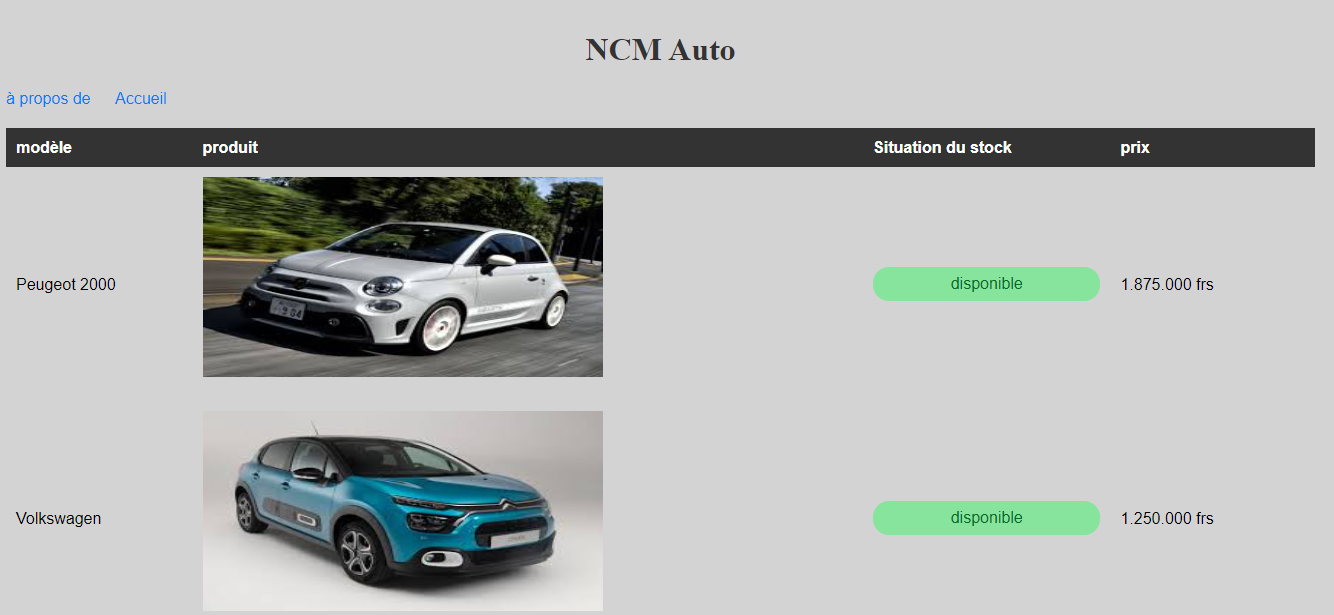 NCM Auto
à propos de Accueil
modèle produit Situation du stock prix
Peugeot 2000 disponible 1.875.000 frs
Volkswagen disponible 1.250.000 frs